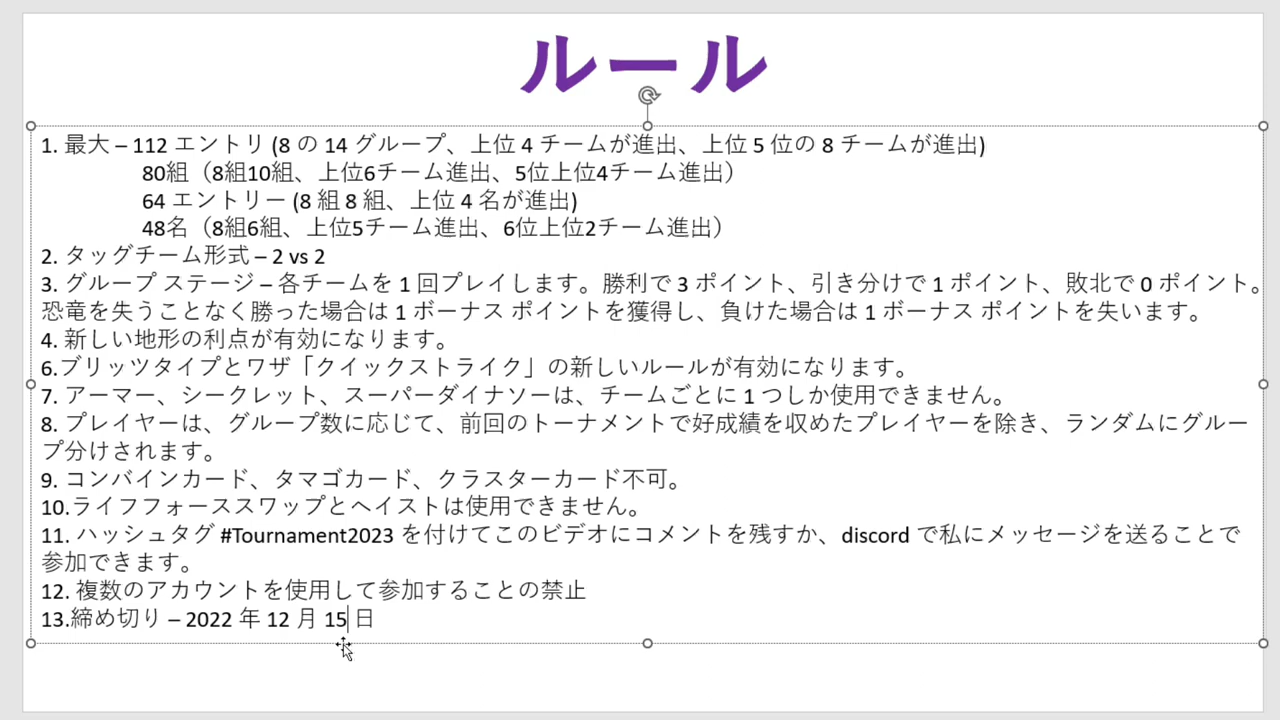 ルール
1. 最大 – 112 エントリ (8 の 14 グループ、上位 4 チームが進出、上位 5 位の 8 チームが進出)
80組（8組10組、上位6チーム進出、5位上位4チーム進出）
64 エントリー (8 組 8 組、上位 4 名が進出)
48名（8組6組、上位5チーム進出、6位上位2チーム進出）
2. タッグチーム形式 – 2 vs 2
3. グループ ステージ – 各チームを 1 回プレイします。勝利で 3 ポイント、引き分けで 1 ポイント、敗北で 0 ポイント。
恐竜を失うことなく勝った場合は 1 ボーナス ポイントを獲得し、負けた場合は 1 ボーナス ポイントを失います。
4. 新しい地形の利点が有効になります。
6.ブリッツタイプとワザ「クイックストライク」の新しいルールが有効になります。
7. アーマー、シークレット、スーパーダイナソーは、チームごとに 1 つしか使用できません。
8. プレイヤーは、グループ数に応じて、前回のトーナメントで好成績を収めたプレイヤーを除き、ランダムにグルー
プ分けされます。
9. コンバインカード、タマゴカード、クラスターカード不可。
10.ライフフォーススワップとヘイストは使用できません。
11. ハッシュタグ #Tournament2023 を付けてこのビデオにコメントを残すか、discord で私にメッセージを送ることで
参加できます。
12. 複数のアカウントを使用して参加することの禁止
13.締め切り – 2022 年 12 月 15 日